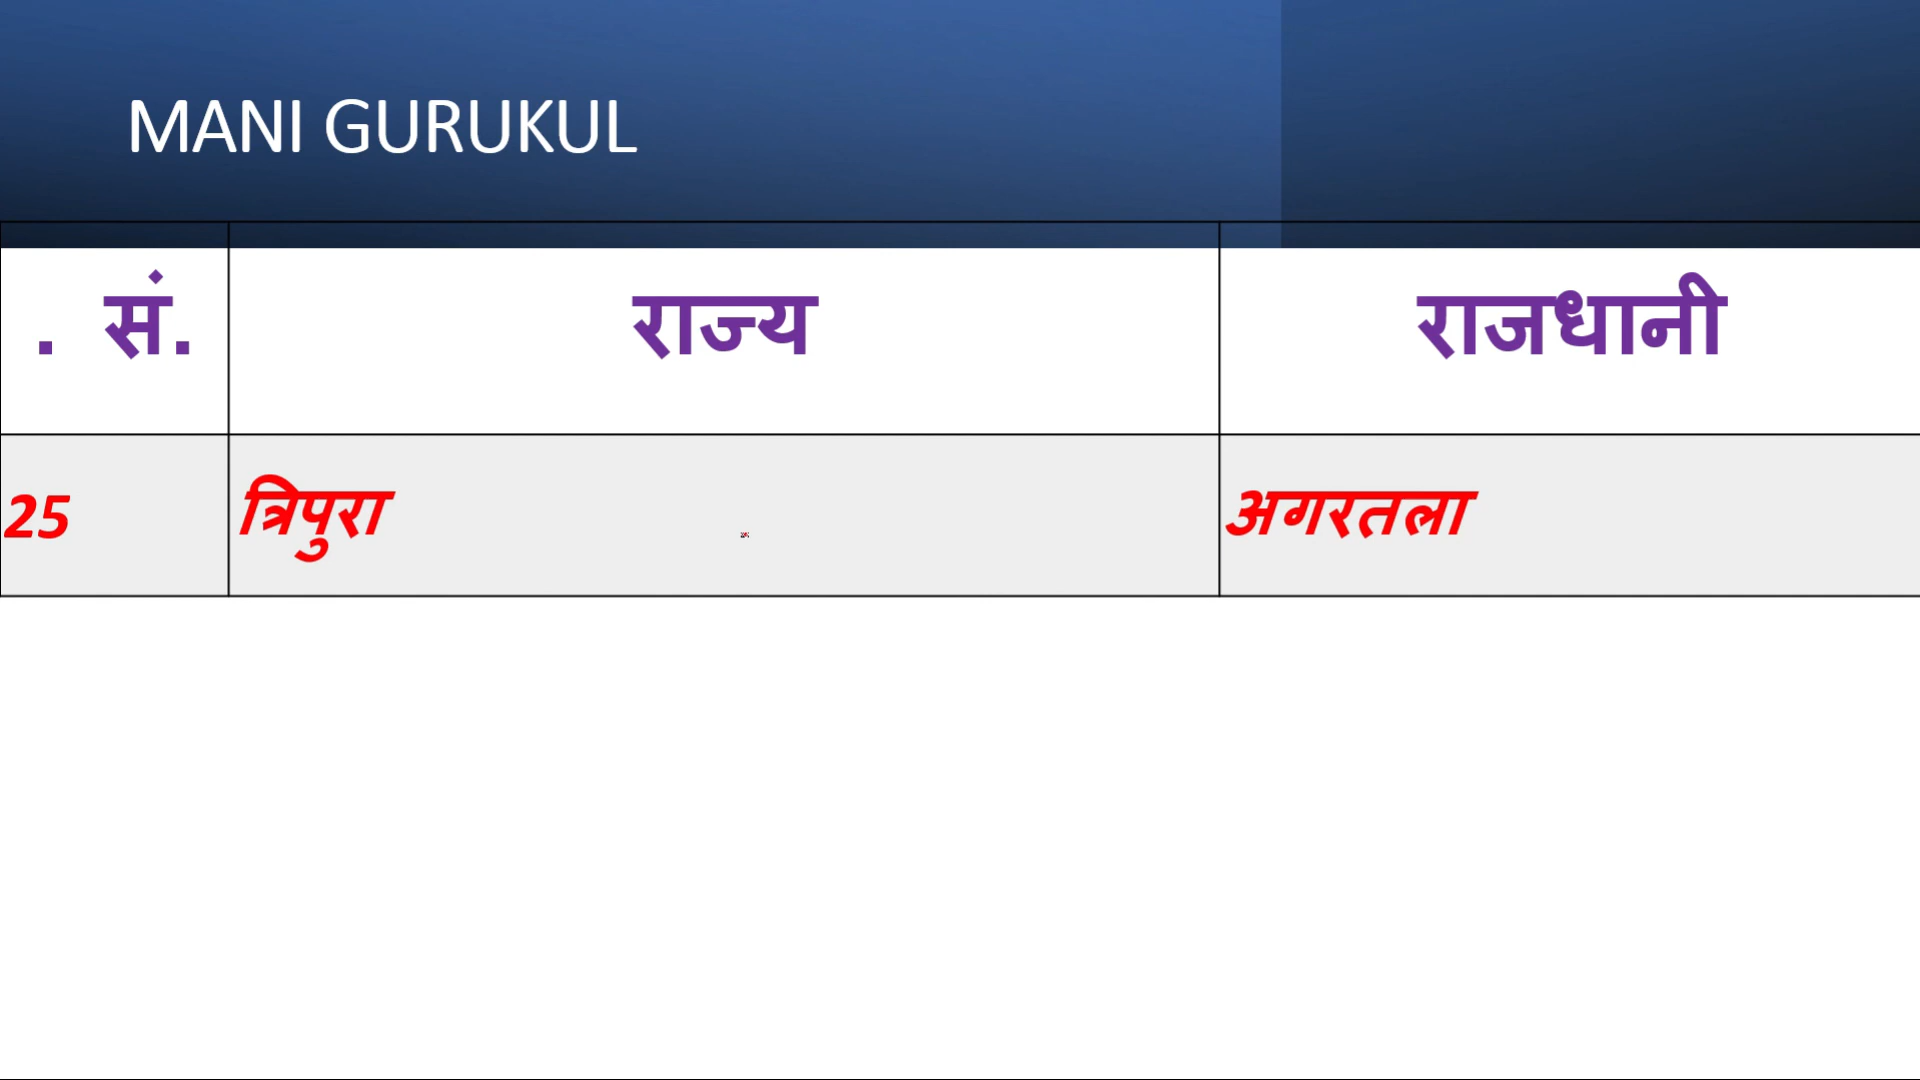 MANI GURUKUL
. सं. राज्य राजधानी
25 त्रिपुरा अगरतला